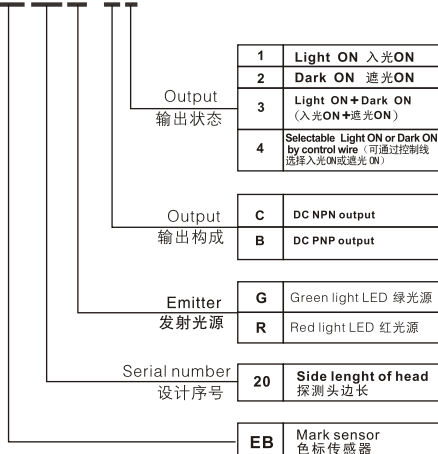 1 Light ON 入光ON
2 Dark ON 遮光ON
Output
输出状态
3 Light ON+Dark ON
(入光ON+遮光ON)
4 Selectable Light ON or Dark ON
by control wire (可通过控制线
选择入光ON或遮光 ON)
Output
输出构成
C DC NPN output
B DC PNP output
Emitter
发射光源
G Green light LED 绿光源
R Red light LED 红光源
Serial number
设计序号
20 Side lenght of head
探测头边长
EB Mark sensor
色标传感器